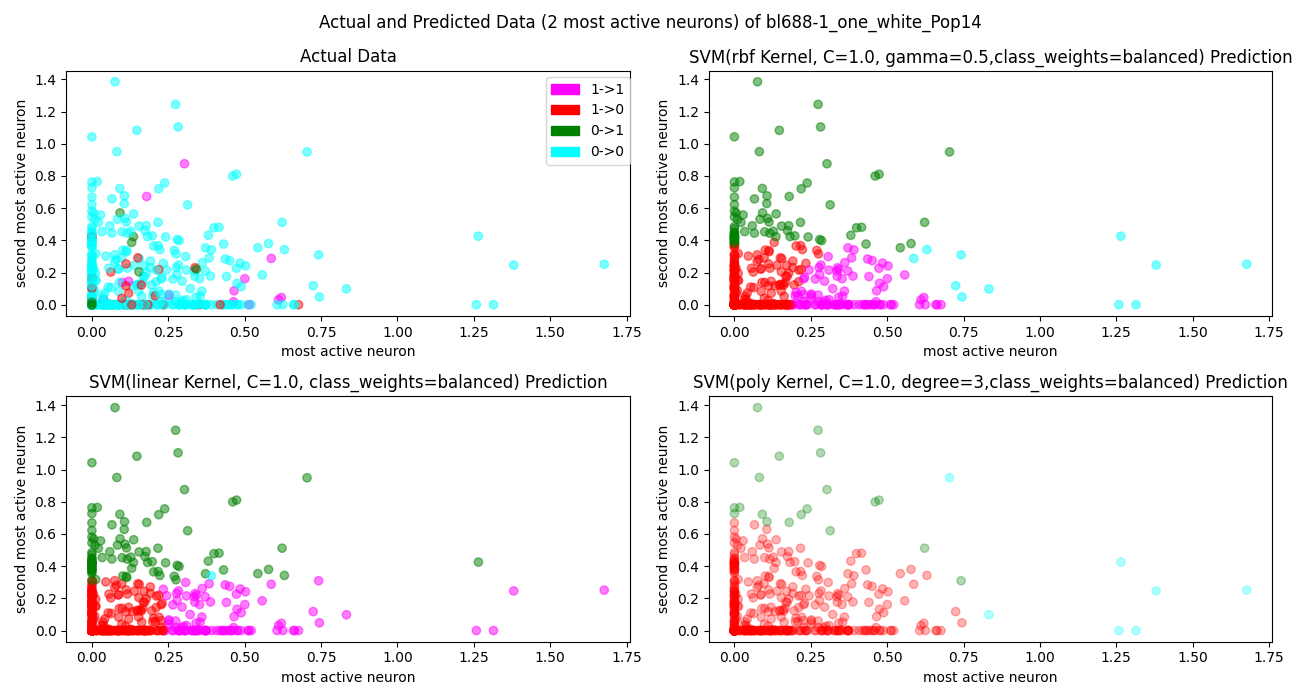 Actual and Predicted Data (2 most active neurons) of bl688-1_one_white_Pop14
Actual Data
1.4
1.2
1.0
0.8
0.6
0.4
0.2
0.0
second most active neuron
1->1
1->0
0->1
0->0
0.00 0.25 0.50 0.75 1.00 1.25 1.50 1.75
most active neuron
SVM(rbf Kernel, C=1.0, gamma=0.5,class_weights=balanced) Prediction
1.4
1.2
1.0
0.8
0.6
0.4
0.2
0.0
second most active neuron
0.00 0.25 0.50 0.75 1.00 1.25 1.50 1.75
most active neuron
SVM(linear Kernel, C=1.0, class_weights=balanced) Prediction
1.4
1.2
1.0
0.8
0.6
0.4
0.2
0.0
second most active neuron
0.00 0.25 0.50 0.75 1.00 1.25 1.50 1.75
most active neuron
SVM(poly Kernel, C=1.0, degree=3,class_weights=balanced) Prediction
1.4
1.2
1.0
0.8
0.6
0.4
0.2
0.0
second most active neuron
0.00 0.25 0.50 0.75 1.00 1.25 1.50 1.75
most active neuron